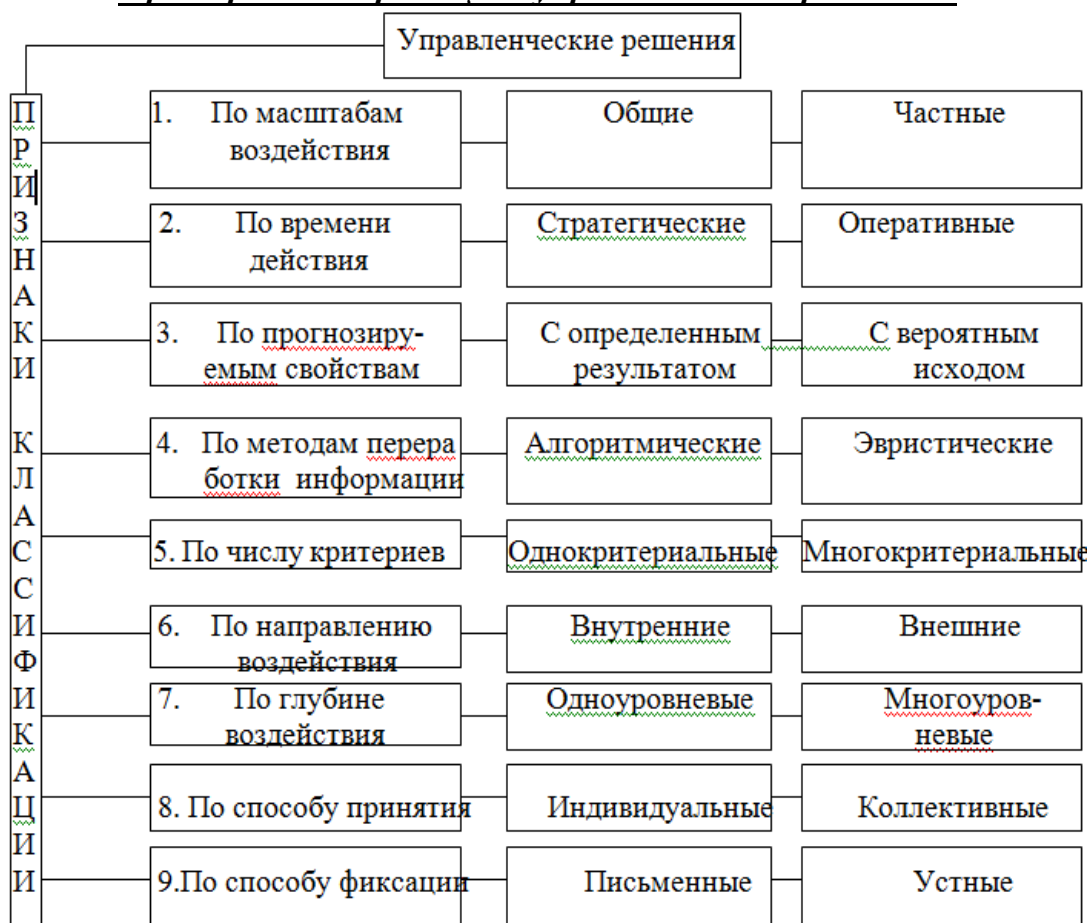 Управленческие решения
ПРИЗНАКИ КЛАССИФИКАЦИИ
1. По масштабам
воздействия
Общие
Частные
2. По времени
действия
Стратегические
Оперативные
3. По прогнозиру-
емым свойствам
С определенным
результатом
С вероятным
исходом
4. По методам перера
ботки информации
Алгоритмические
Эвристические
5. По числу критериев
Однокритериальные
Многокритериальные
6. По направлению
воздействия
Внутренние
Внешние
7. По глубине
воздействия
Одноуровневые
Многоуров-
невые
8. По способу принятия
Индивидуальные
Коллективные
9.По способу фиксации
Письменные
Устные